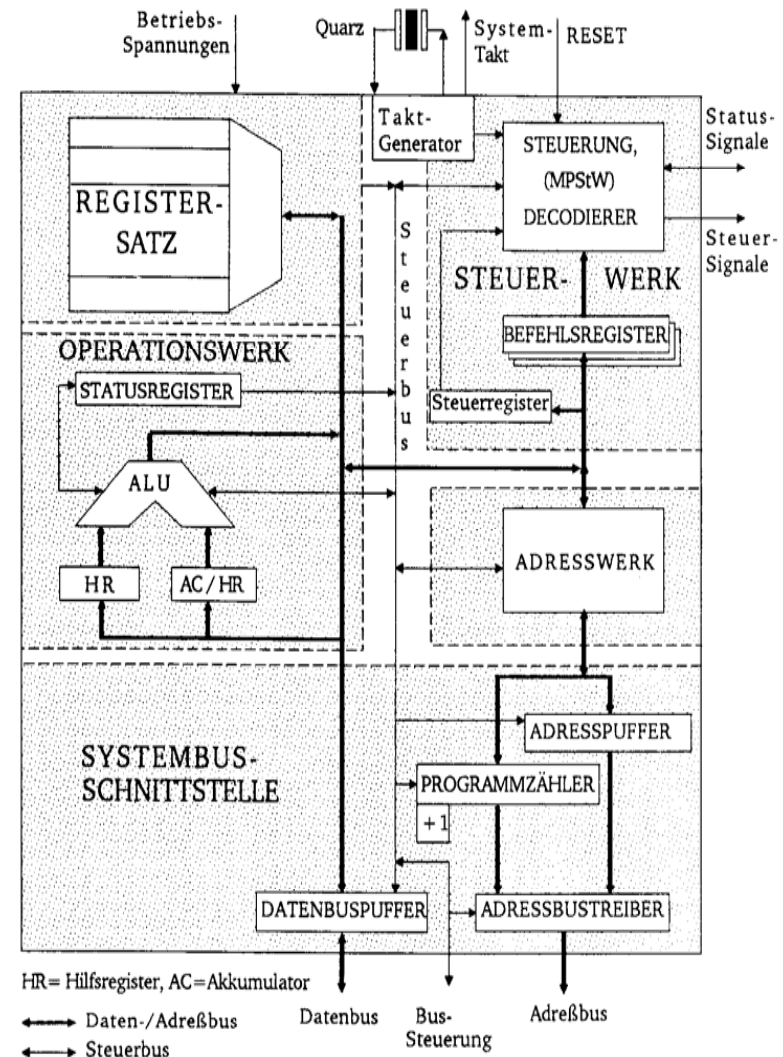 Betriebs-
Spannungen
Quarz
System-
Takt
RESET
Takt-
Generator
STEUERUNG,
(MPStW)
DECODIERER
Status-
Signale
Steuer-
Signale
REGISTER-
SATZ
Steuerbus
STEUER-WERK
BEFEHLSREGISTER
Steuerregister
OPERATIONSWERK
STATUSREGISTER
ALU
HR
AC/HR
ADRESSWERK
SYSTEMBUS-
SCHNITTSTELLE
ADRESSPUFFER
PROGRAMMZÄHLER
+1
DATENBUSPUFFER
ADRESSBUSTREIBER
HR= Hilfsregister, AC=Akkumulator
Daten-/Adreßbus
Steuerbus
Datenbus
Bus-
Steuerung
Adreßbus